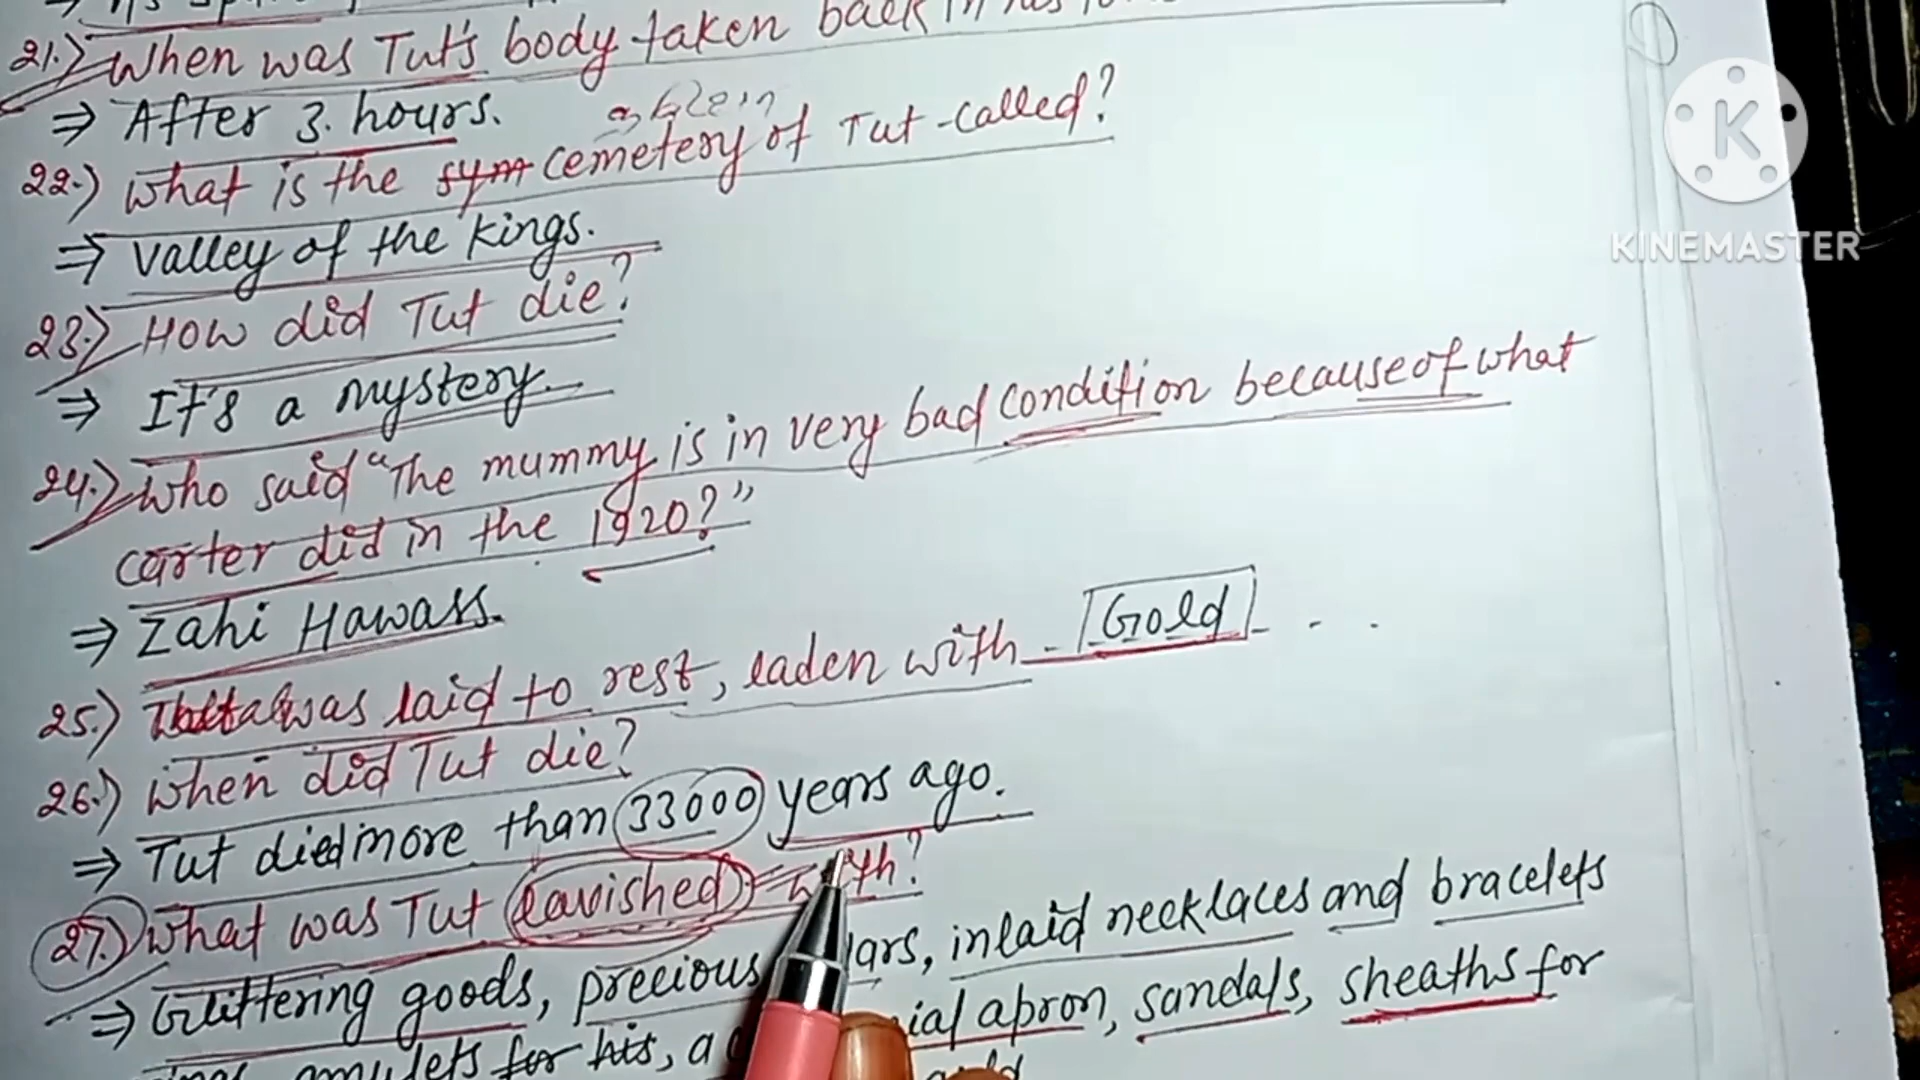 21.) When was Tut's body taken back in his
⇒ After 3. hours.
22.) What is the sym cemetery of Tut called?
⇒ Valley of the Kings.
23.) How did Tut die?
⇒ It's a mystery.
24.) Who said "The mummy is in very bad condition because of what
carter did in the 1920?"
⇒ Zahi Hawass.
25.) was laid to rest, laden with Gold
26.) When did Tut die?
⇒ Tut died more than 33000 years ago.
27.) What was Tut lavished with?
⇒ Glittering goods, precious lars, inlaid necklaces and bracelets
amulets for his, a ial apron, sandals, sheaths for
K
KINEMASTER